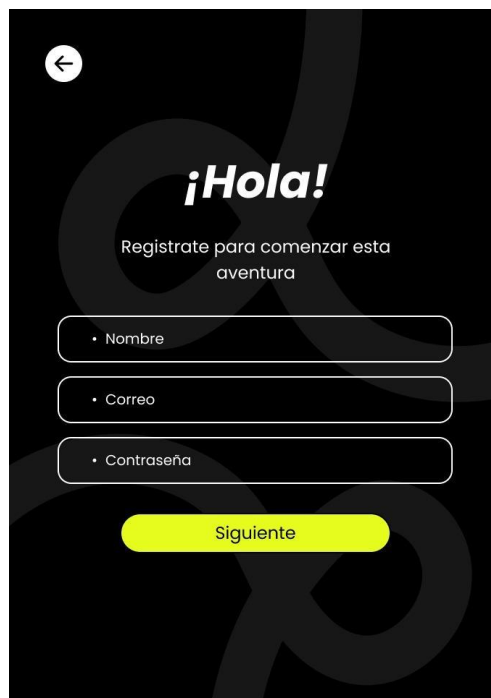 ¡Hola!
Registrate para comenzar esta
aventura
• Nombre
• Correo
• Contraseña
Siguiente